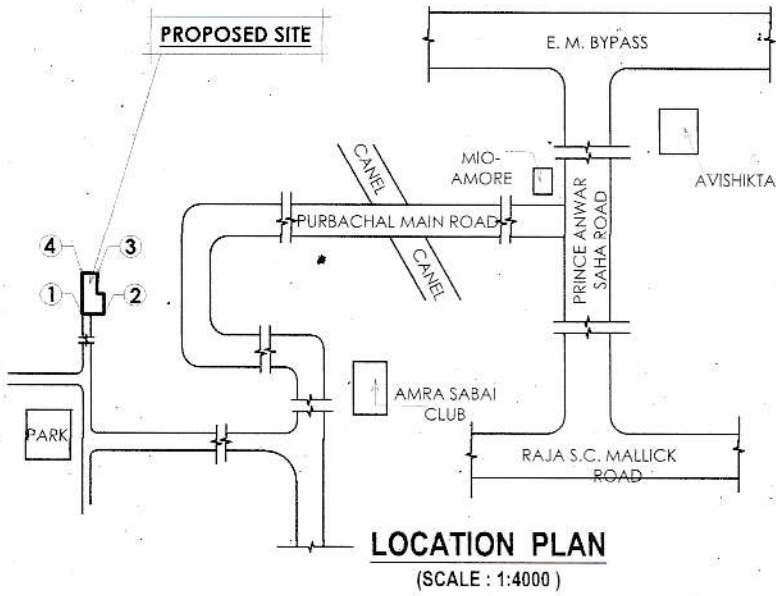 PROPOSED SITE
E. M. BYPASS
MIO-
AMORE
AVISHIKTA
CANEL
PURBACHAL MAIN ROAD
CANEL
PRINCE ANWAR
SAHA ROAD
4
3
1
2
AMRA SABAI
CLUB
PARK
RAJA S.C. MALLICK
ROAD
LOCATION PLAN
(SCALE : 1:4000 )